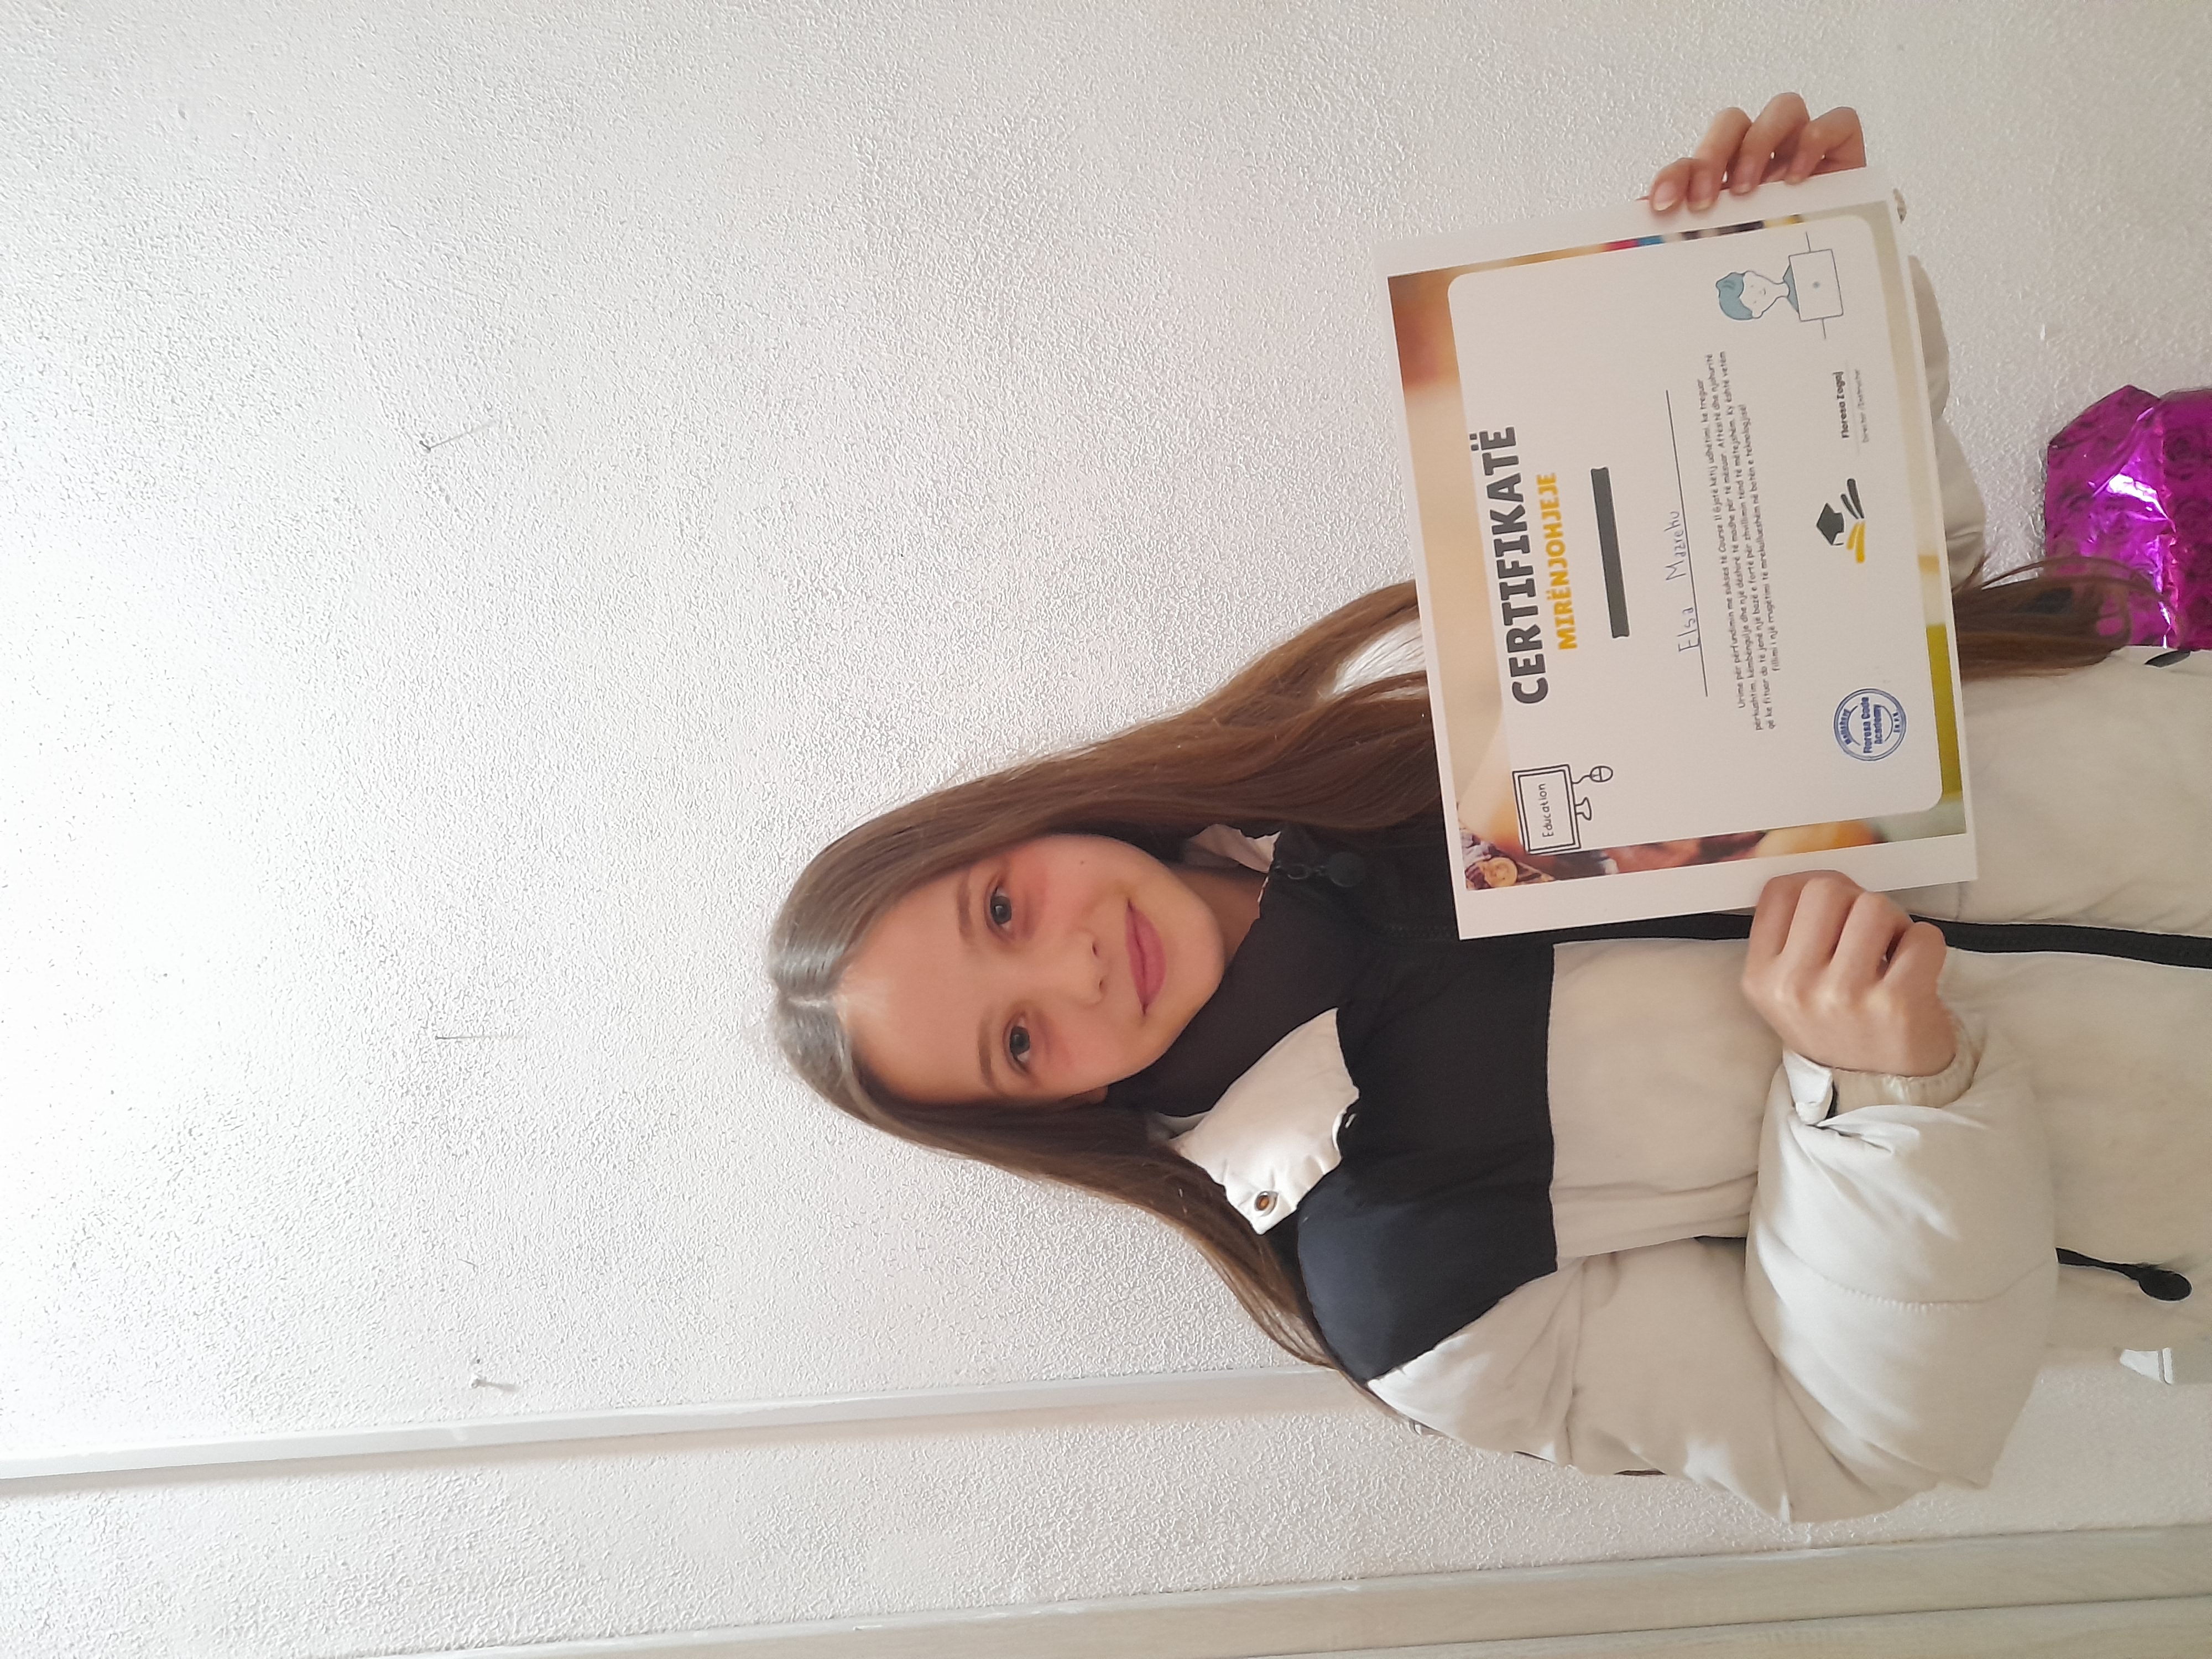 CERTIFIKATË
MIRËNJOHJEJE
Education
Elsa Mazreku
Urime për përfundimin me sukses të Course 1! Gjatë këtij udhëtimi, ke treguar
përkushtim, këmbëngulje dhe një dëshirë të madhe për të mësuar. Aftësitë dhe njohuritë
që ke fituar do të jenë një bazë e fortë për zhvillimin tënd të mëtejshëm. Ky është vetëm
fillimi i një rrugëtimi të mrekullueshëm në botën e teknologjisë!
Floresa Code
Academy
Floresa Zogaj
Director /Instructor